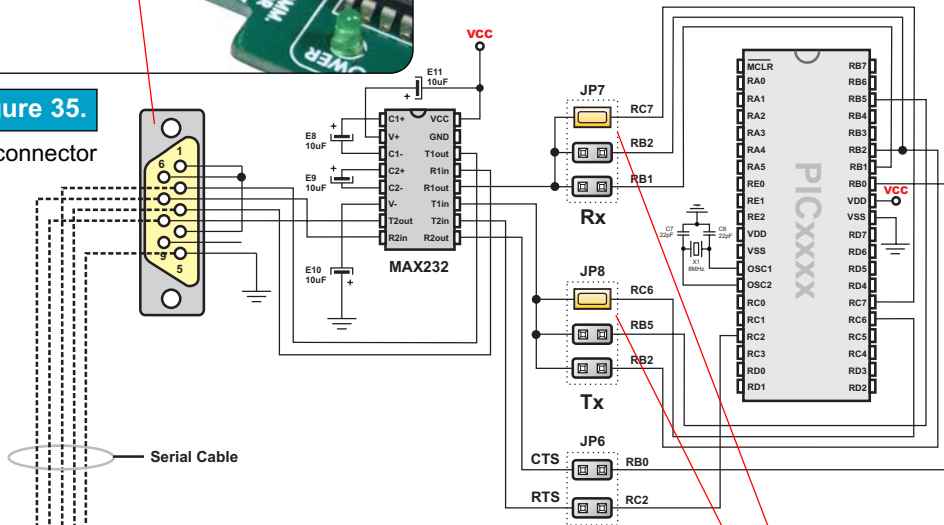 COMM.
POWER
gure 35.
connector
1
6
9
5
Serial Cable
VCC
E11
10uF
E8
10uF
E9
10uF
E10
10uF
C1+
V+
C1-
C2+
C2-
V-
T2out
R2in
VCC
GND
T1out
R1in
R1out
T1in
T2in
R2out
MAX232
JP7
RC7
RB2
RB1
Rx
JP8
RC6
RB5
RB2
Tx
JP6
CTS
RB0
RTS
RC2
MCLR
RA0
RA1
RA2
RA3
RA4
RA5
RE0
RE1
RE2
VDD
VSS
OSC1
OSC2
RC0
RC1
RC2
RC3
RD0
RD1
PICxxxx
RB7
RB6
RB5
RB4
RB3
RB2
RB1
RB0
VDD
VSS
RD7
RD6
RD5
RD4
RC7
RC6
RC5
RC4
RD3
RD2
VCC
C7
22pF
C6
22pF
X1
8MHz